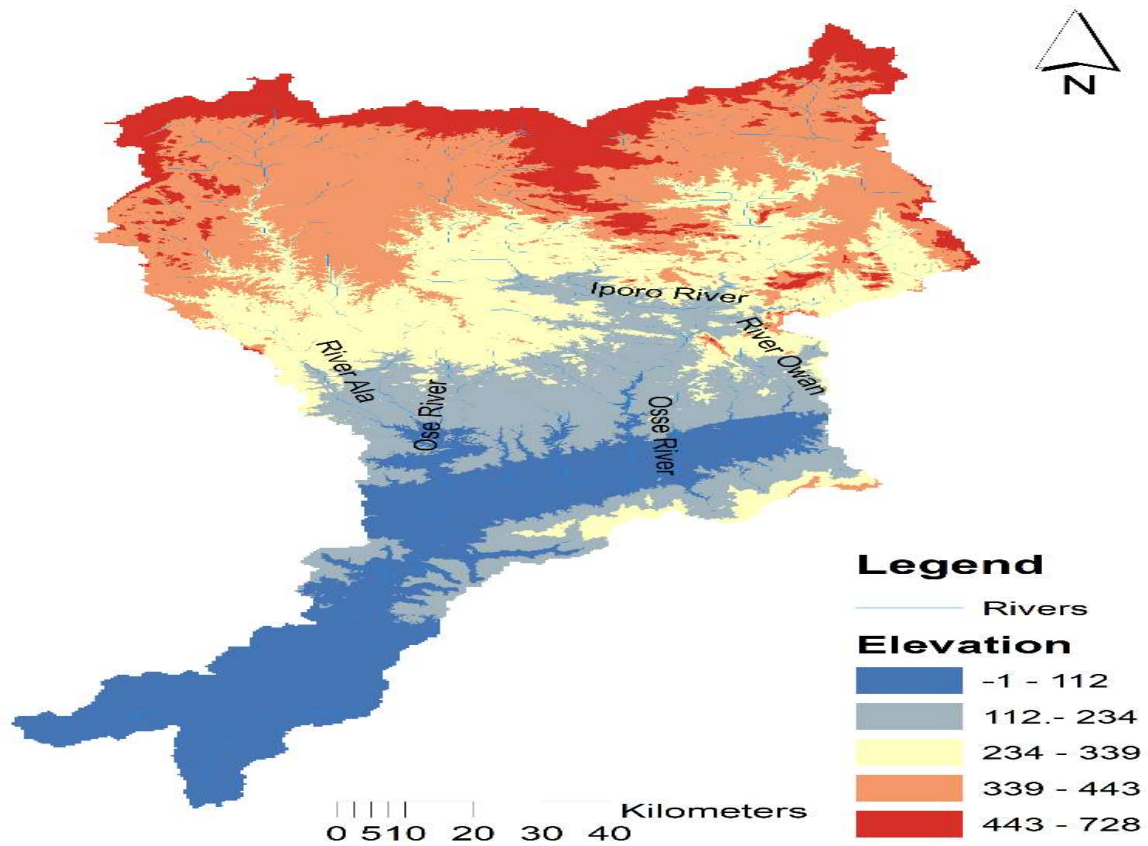 N
Iporo River
River Owan
River Ala
Ose River
Osse River
Legend
Rivers
Elevation
-1 - 112
112.- 234
234 - 339
339 - 443
443 - 728
Kilometers
0 5 10 20 30 40